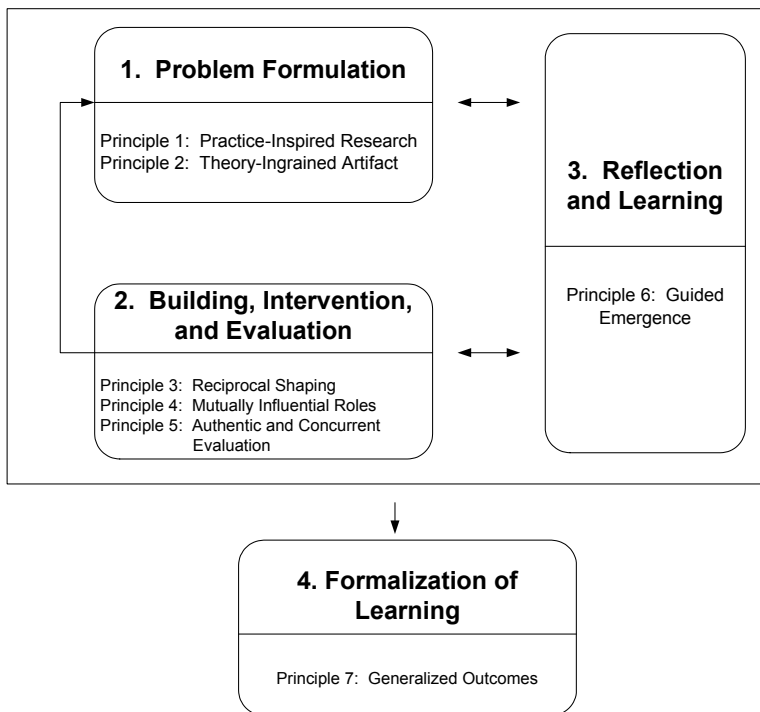 1. Problem Formulation
Principle 1: Practice-Inspired Research
Principle 2: Theory-Ingrained Artifact
2. Building, Intervention,
and Evaluation
Principle 3: Reciprocal Shaping
Principle 4: Mutually Influential Roles
Principle 5: Authentic and Concurrent
Evaluation
3. Reflection
and Learning
Principle 6: Guided
Emergence
4. Formalization of
Learning
Principle 7: Generalized Outcomes